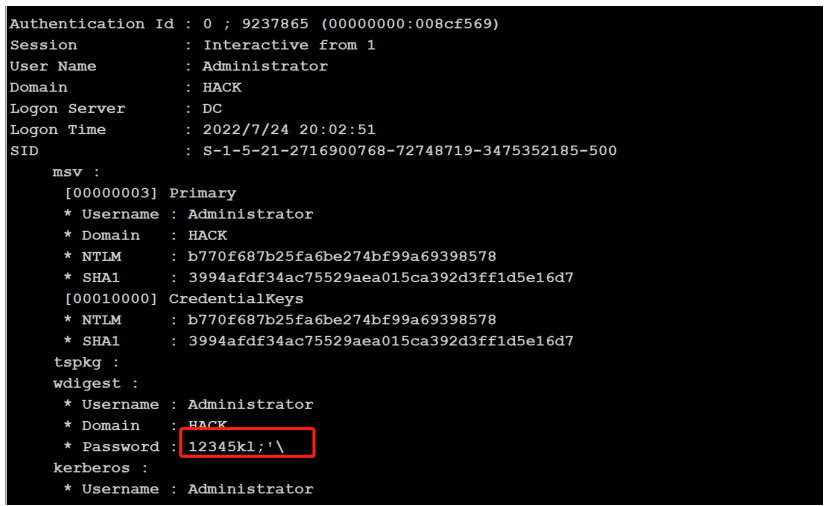 Authentication Id : 0 ; 9237865 (00000000:008cf569)
Session           : Interactive from 1
User Name         : Administrator
Domain            : HACK
Logon Server      : DC
Logon Time        : 2022/7/24 20:02:51
SID               : S-1-5-21-2716900768-72748719-3475352185-500
msv :
[00000003] Primary
* Username : Administrator
* Domain   : HACK
* NTLM     : b770f687b25fa6be274bf99a69398578
* SHA1     : 3994afdf34ac75529aea015ca392d3ff1d5e16d7
[00010000] CredentialKeys
* NTLM     : b770f687b25fa6be274bf99a69398578
* SHA1     : 3994afdf34ac75529aea015ca392d3ff1d5e16d7
tspkg :
wdigest :
* Username : Administrator
* Domain   : HACK
* Password : 12345kl;'\
kerberos :
* Username : Administrator